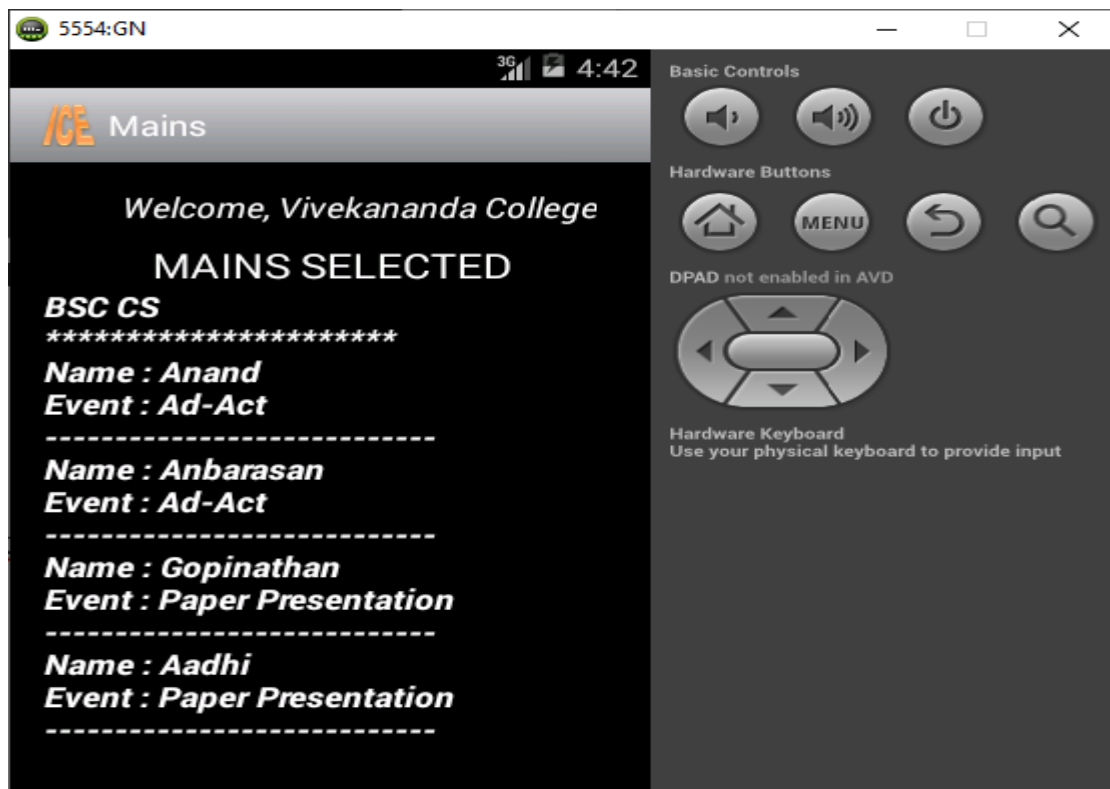 5554:GN
3G 4:42
ICE Mains
Welcome, Vivekananda College
MAINS SELECTED
BSC CS
**********************
Name : Anand
Event : Ad-Act
----------------------------
Name : Anbarasan
Event : Ad-Act
----------------------------
Name : Gopinathan
Event : Paper Presentation
----------------------------
Name : Aadhi
Event : Paper Presentation
----------------------------
Basic Controls
Hardware Buttons
MENU
DPAD not enabled in AVD
Hardware Keyboard
Use your physical keyboard to provide input